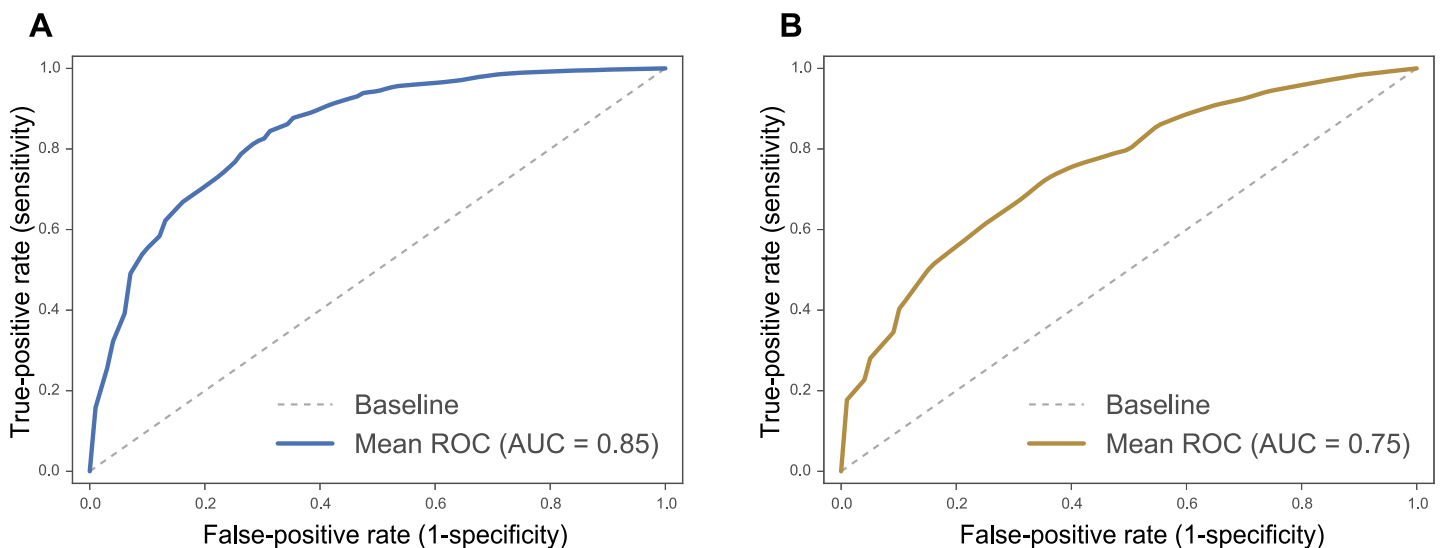 A
True-positive rate (sensitivity)
1.0
0.8
0.6
0.4
0.2
0.0
Baseline
Mean ROC (AUC = 0.85)
0.0 0.2 0.4 0.6 0.8 1.0
False-positive rate (1-specificity)
B
True-positive rate (sensitivity)
1.0
0.8
0.6
0.4
0.2
0.0
Baseline
Mean ROC (AUC = 0.75)
0.0 0.2 0.4 0.6 0.8 1.0
False-positive rate (1-specificity)